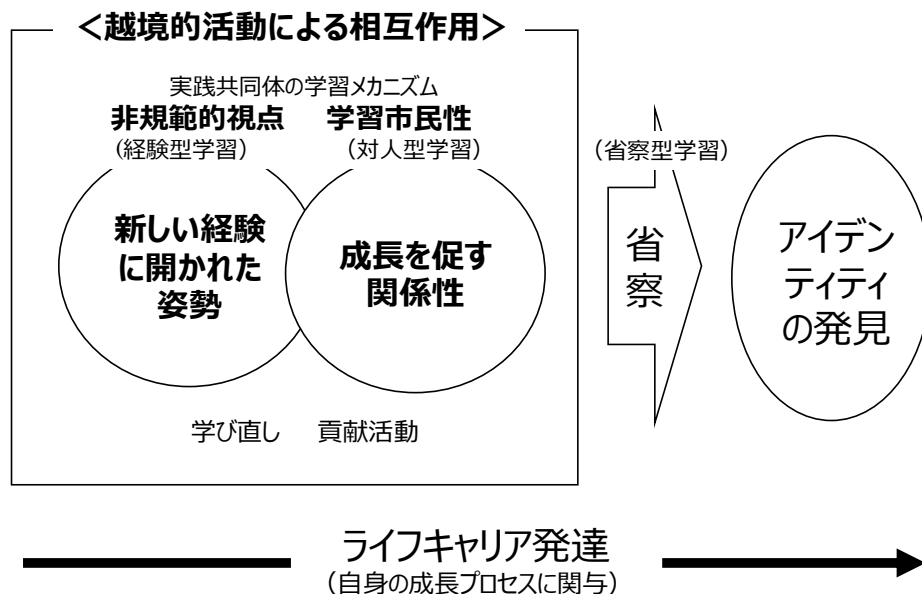 ＜越境的活動による相互作用＞
実践共同体の学習メカニズム
非規範的視点 学習市民性
(経験型学習） （対人型学習）
新しい経験
に開かれた
姿勢
成長を促す
関係性
学び直し 貢献活動
（省察型学習）
省
察
アイデン
ティティ
の発見
ライフキャリア発達
（自身の成長プロセスに関与）